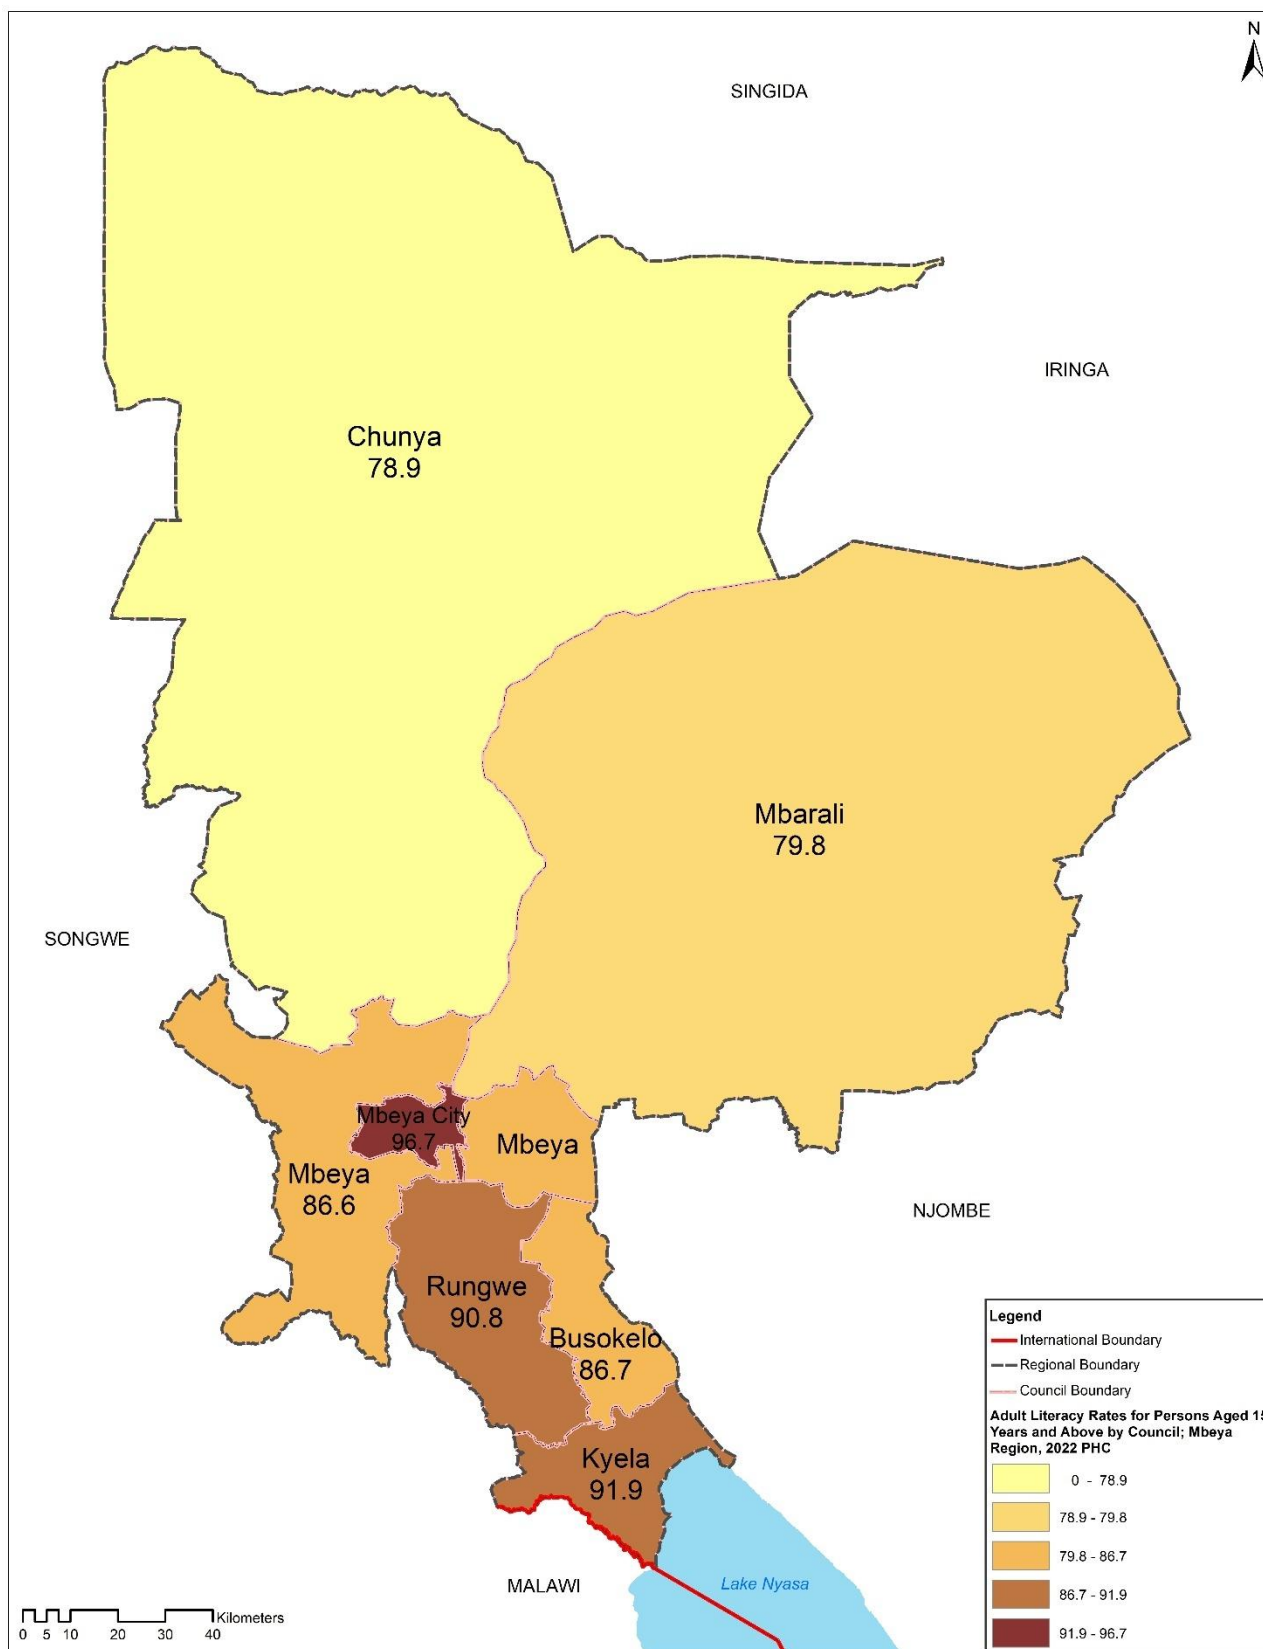 N
SINGIDA
IRINGA
Chunya
78.9
Mbarali
79.8
SONGWE
Mbeya City
96.7
Mbeya
Mbeya
86.6
NJOMBE
Rungwe
90.8
Busokelo
86.7
Kyela
91.9
MALAWI
Lake Nyasa
Kilometers
0 5 10 20 30 40
Legend
International Boundary
Regional Boundary
Council Boundary
Adult Literacy Rates for Persons Aged 15
Years and Above by Council; Mbeya
Region, 2022 PHC
0 - 78.9
78.9 - 79.8
79.8 - 86.7
86.7 - 91.9
91.9 - 96.7